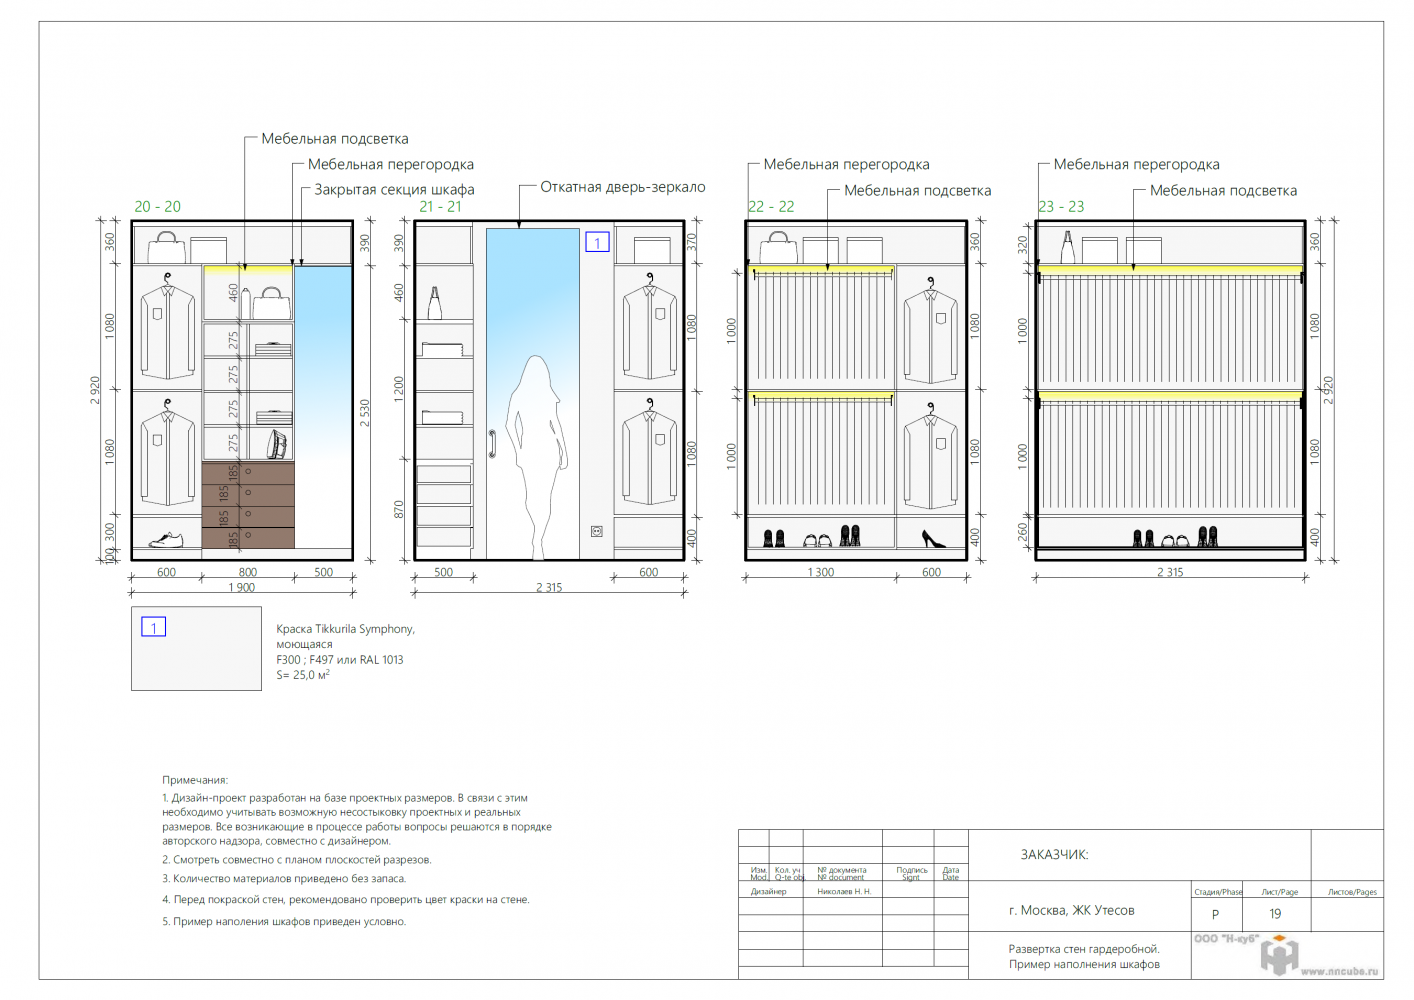 Мебельная подсветка
Мебельная перегородка
Закрытая секция шкафа
20 - 20
Откатная дверь-зеркало
21 - 21
Мебельная перегородка
Мебельная подсветка
22 - 22
Мебельная перегородка
Мебельная подсветка
23 - 23
2 920
360
1 080
1 080
300
100
460
275
275
275
275
185
185
185
185
390
2 530
600
800
500
1 900
390
460
1 200
870
1
370
1 080
1 080
400
500
600
2 315
1 000
1 000
360
1 080
1 080
400
1 300
600
320
1 000
1 000
260
360
1 080
1 080
400
2 920
2 315
1
Краска Tikkurila Symphony,
моющаяся
F300 ; F497 или RAL 1013
S= 25,0 м²
Примечания:
1. Дизайн-проект разработан на базе проектных размеров. В связи с этим
необходимо учитывать возможную несостыковку проектных и реальных
размеров. Все возникающие в процессе работы вопросы решаются в порядке
авторского надзора, совместно с дизайнером.
2. Смотреть совместно с планом плоскостей разрезов.
3. Количество материалов приведено без запаса.
4. Перед покраской стен, рекомендовано проверить цвет краски на стене.
5. Пример наполения шкафов приведен условно.
Изм. Кол. уч № документа Подпись Дата
Mod. Q-te obj. № document Signt Date
Дизайнер Николаев Н. Н.
ЗАКАЗЧИК:
г. Москва, ЖК Утесов
Стадия/Phase Лист/Page Листов/Pages
Р 19
Развертка стен гардеробной.
Пример наполнения шкафов
ООО "Н-куб"
www.nncube.ru